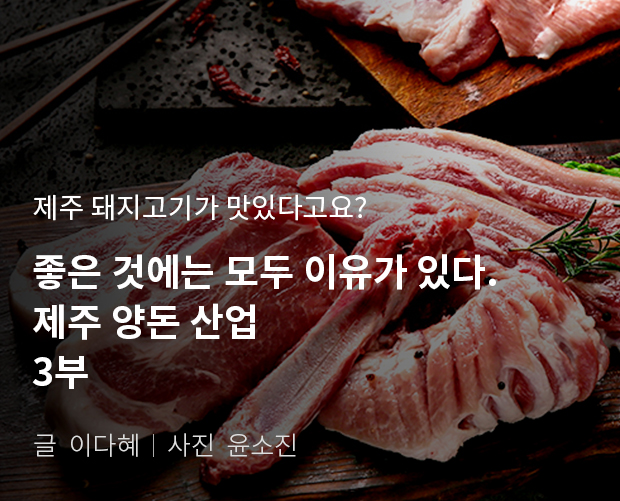 제주 돼지고기가 맛있다고요?
좋은 것에는 모두 이유가 있다.
제주 양돈 산업
3부
글 이다혜 | 사진 윤소진